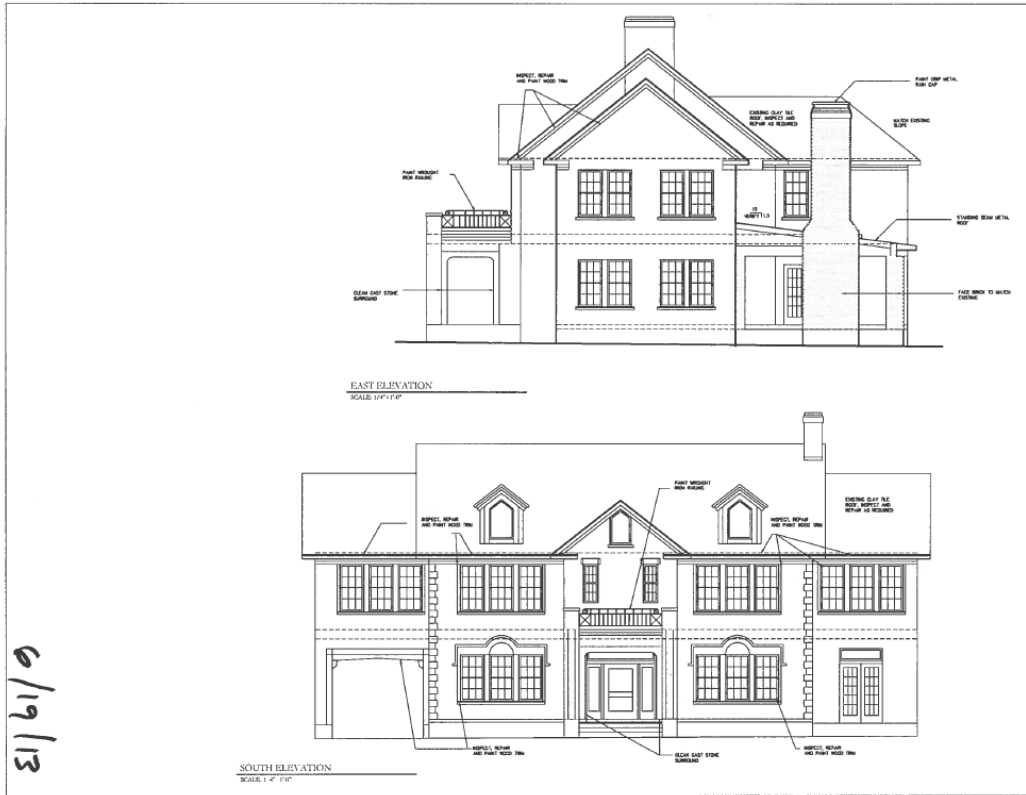 INSPECT, REPAIR
AND PAINT WOOD TRIM
PAINT GRIP METAL
RAIN CAP
EXISTING CLAY TILE
ROOF, INSPECT AND
REPAIR AS REQUIRED
MATCH EXISTING
SLOPE
PAINT WROUGHT
IRON RAILING
12
VERIFY 1.5
STANDING SEAM METAL
ROOF
CLEAN CAST STONE
SURROUND
FACE BRICK TO MATCH
EXISTING
EAST ELEVATION
SCALE: 1/4"=1'-0"
PAINT WROUGHT
IRON RAILING
EXISTING CLAY TILE
ROOF, INSPECT AND
REPAIR AS REQUIRED
INSPECT, REPAIR
AND PAINT WOOD TRIM
INSPECT, REPAIR
AND PAINT WOOD TRIM
INSPECT, REPAIR
AND PAINT WOOD TRIM
CLEAN CAST STONE
SURROUND
INSPECT, REPAIR
AND PAINT WOOD TRIM
SOUTH ELEVATION
6/19/13